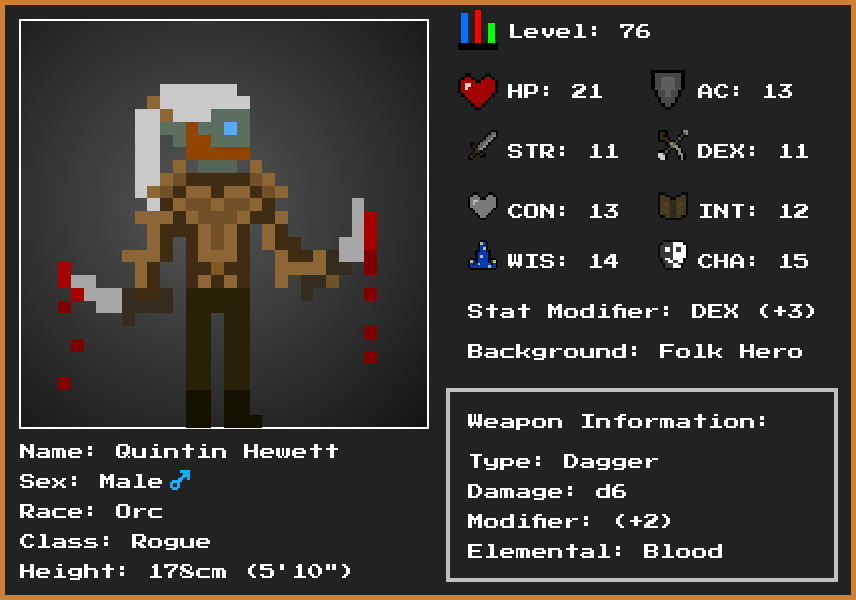 Level: 76
HP: 21
AC: 13
STR: 11
DEX: 11
CON: 13
INT: 12
WIS: 14
CHA: 15
Stat Modifier: DEX (+3)
Background: Folk Hero
Weapon Information:
Type: Dagger
Damage: d6
Modifier: (+2)
Elemental: Blood
Name: Quintin Hewett
Sex: Male♂
Race: Orc
Class: Rogue
Height: 178cm (5'10")